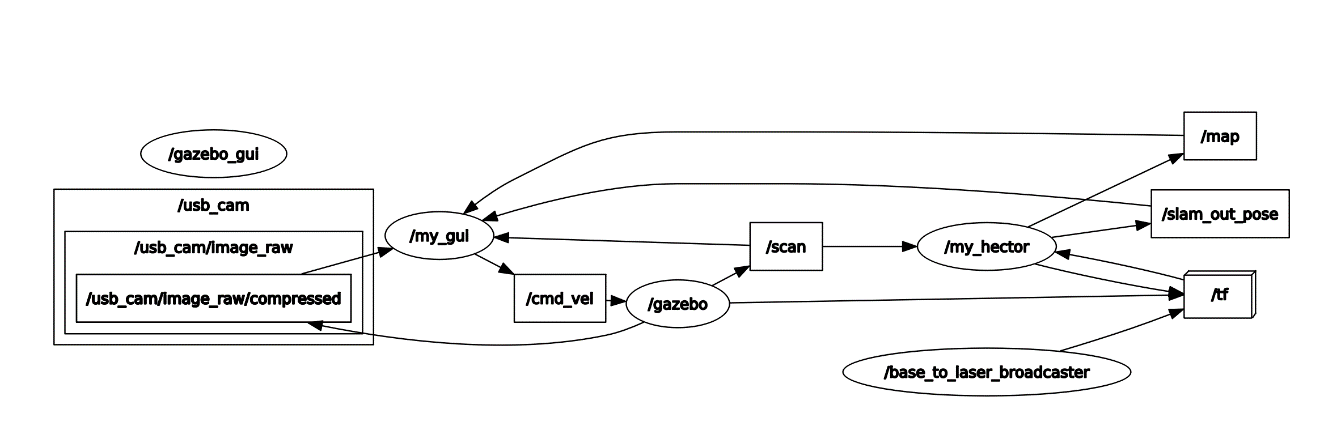 /gazebo_gui
/usb_cam
/usb_cam/image_raw
/usb_cam/image_raw/compressed
/my_gui
/cmd_vel
/gazebo
/scan
/my_hector
/base_to_laser_broadcaster
/map
/slam_out_pose
/tf